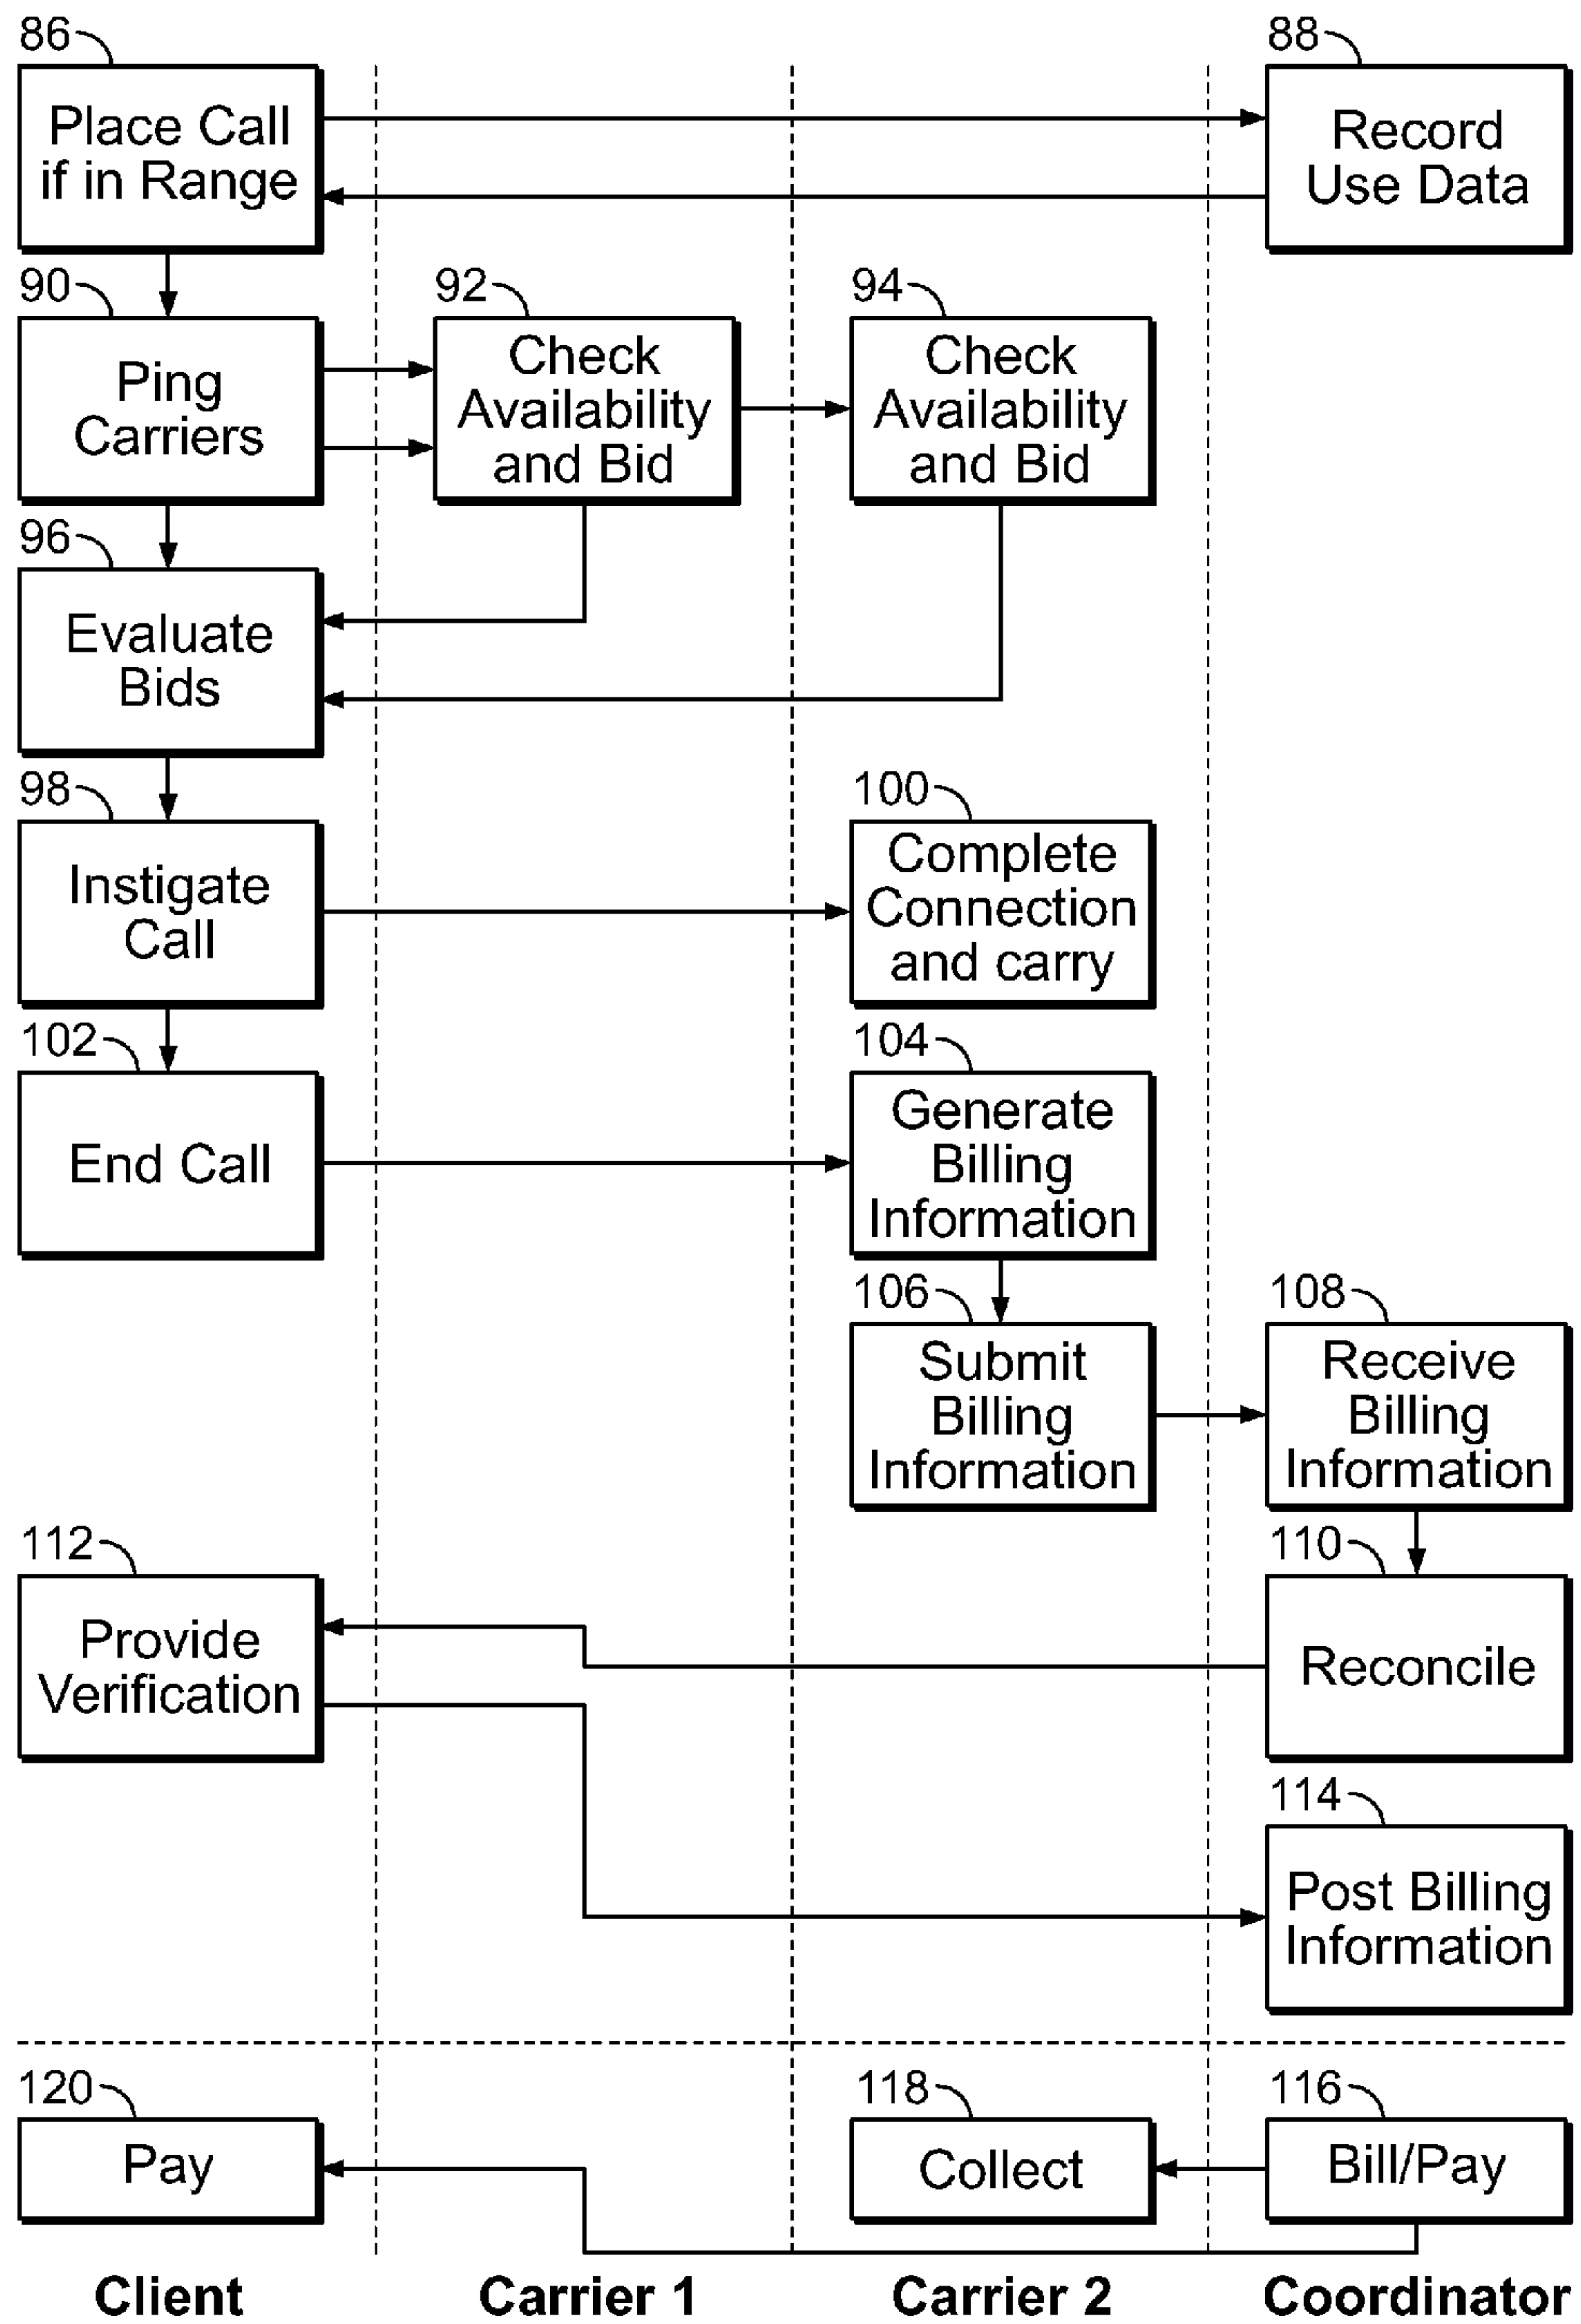 86
88
Place Call
if in Range
Record
Use Data
90
92
94
Ping
Carriers
Check
Availability
and Bid
Check
Availability
and Bid
96
Evaluate
Bids
98
100
Instigate
Call
Complete
Connection
and carry
102
104
End Call
Generate
Billing
Information
106
108
Submit
Billing
Information
Receive
Billing
Information
112
110
Provide
Verification
Reconcile
114
Post Billing
Information
120
118
116
Pay
Collect
Bill/Pay
Client
Carrier 1
Carrier 2
Coordinator